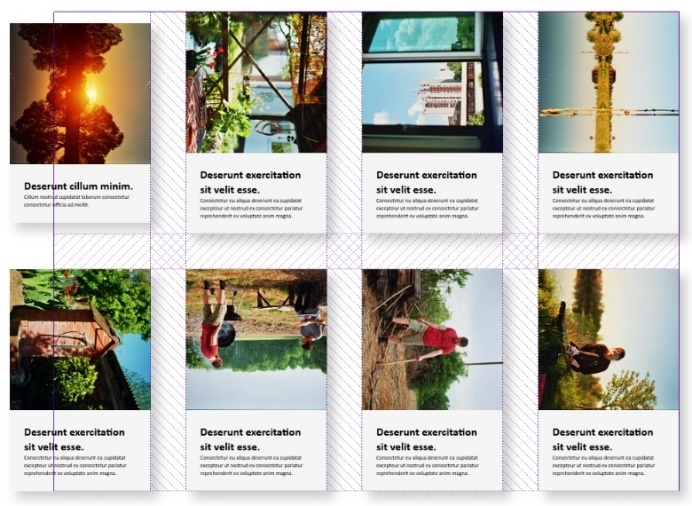 Deserunt cillum minim.
Cillum nostrud cupidatat laborum consectetur
consectetur officia ad mollit.
Deserunt exercitation
sit velit esse.
Consectetur eu aliqua deserunt ea cupidatat
excepteur ut nostrud ex consectetur pariatur
reprehenderit ex voluptate anim magna.
Deserunt exercitation
sit velit esse.
Consectetur eu aliqua deserunt ea cupidatat
excepteur ut nostrud ex consectetur pariatur
reprehenderit ex voluptate anim magna.
Deserunt exercitation
sit velit esse.
Consectetur eu aliqua deserunt ea cupidatat
excepteur ut nostrud ex consectetur pariatur
reprehenderit ex voluptate anim magna.
Deserunt exercitation
sit velit esse.
Consectetur eu aliqua deserunt ea cupidatat
excepteur ut nostrud ex consectetur pariatur
reprehenderit ex voluptate anim magna.
Deserunt exercitation
sit velit esse.
Consectetur eu aliqua deserunt ea cupidatat
excepteur ut nostrud ex consectetur pariatur
reprehenderit ex voluptate anim magna.
Deserunt exercitation
sit velit esse.
Consectetur eu aliqua deserunt ea cupidatat
excepteur ut nostrud ex consectetur pariatur
reprehenderit ex voluptate anim magna.
Deserunt exercitation
sit velit esse.
Consectetur eu aliqua deserunt ea cupidatat
excepteur ut nostrud ex consectetur pariatur
reprehenderit ex voluptate anim magna.